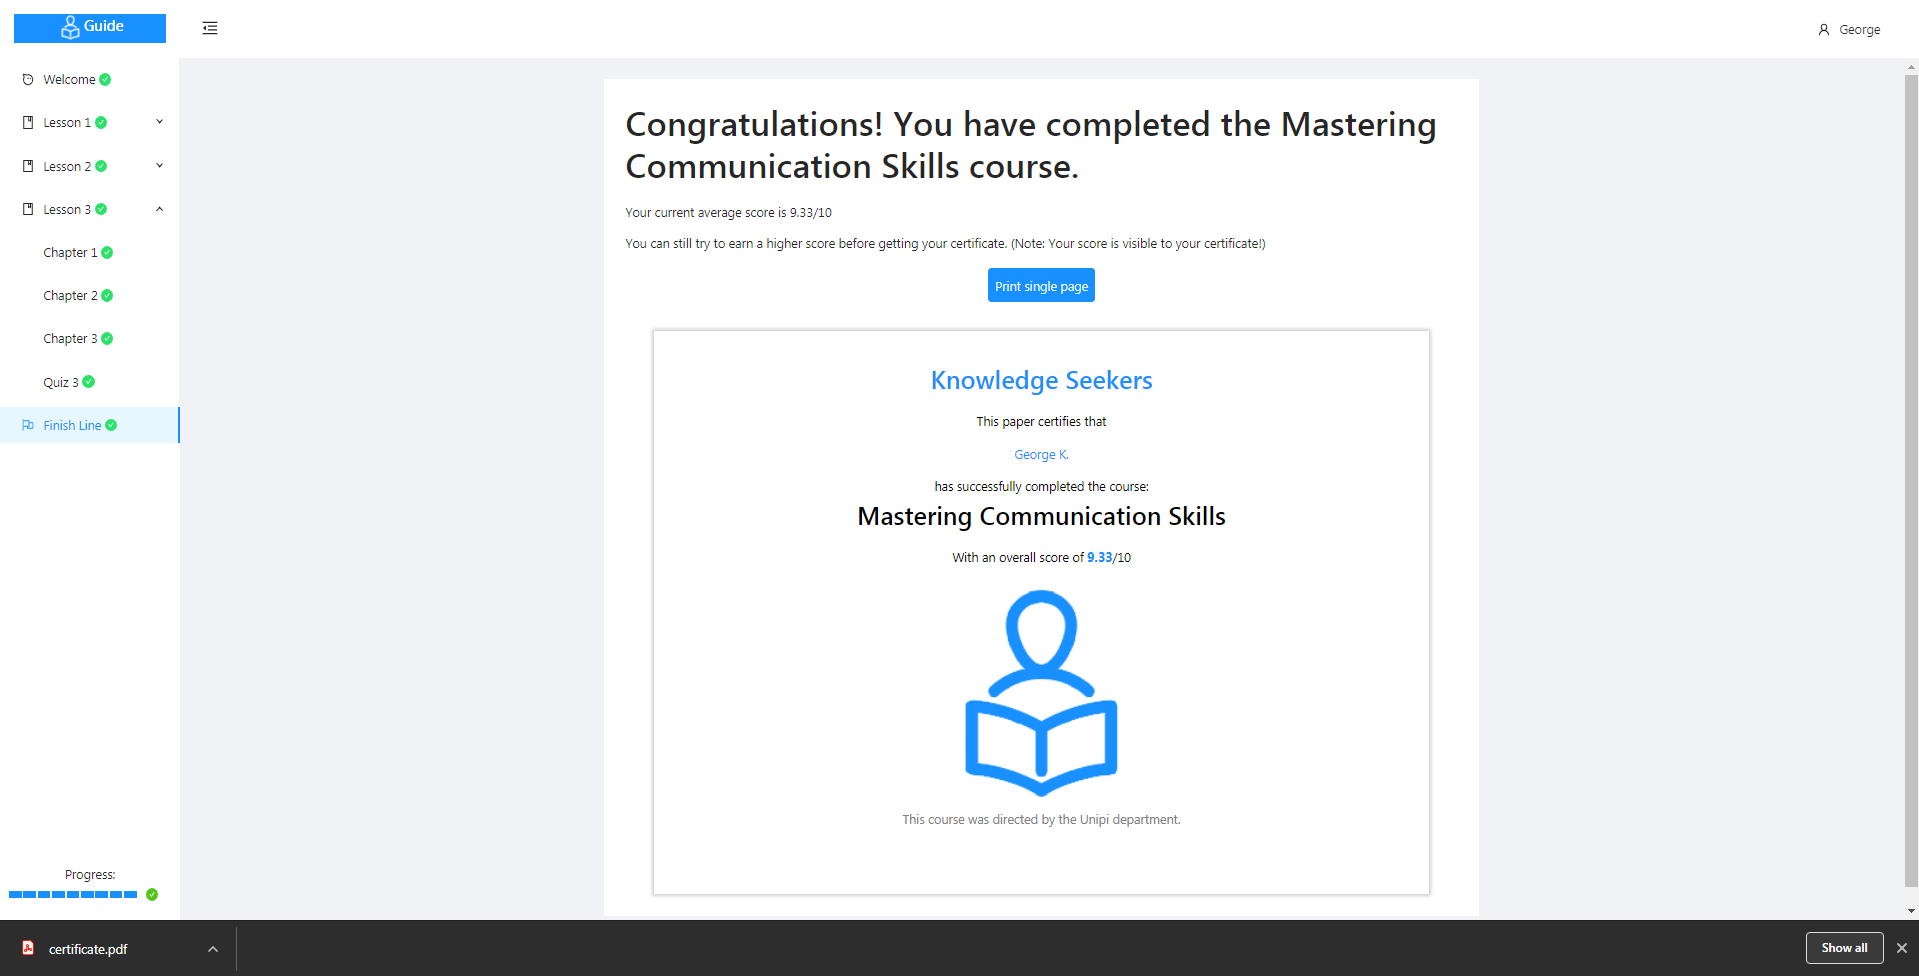 Guide
George
Welcome
Lesson 1
Lesson 2
Lesson 3
Chapter 1
Chapter 2
Chapter 3
Quiz 3
Finish Line
Progress:
Congratulations! You have completed the Mastering
Communication Skills course.
Your current average score is 9.33/10
You can still try to earn a higher score before getting your certificate. (Note: Your score is visible to your certificate!)
Print single page
Knowledge Seekers
This paper certifies that
George K.
has successfully completed the course:
Mastering Communication Skills
With an overall score of 9.33/10
This course was directed by the Unipi department.
certificate.pdf
Show all